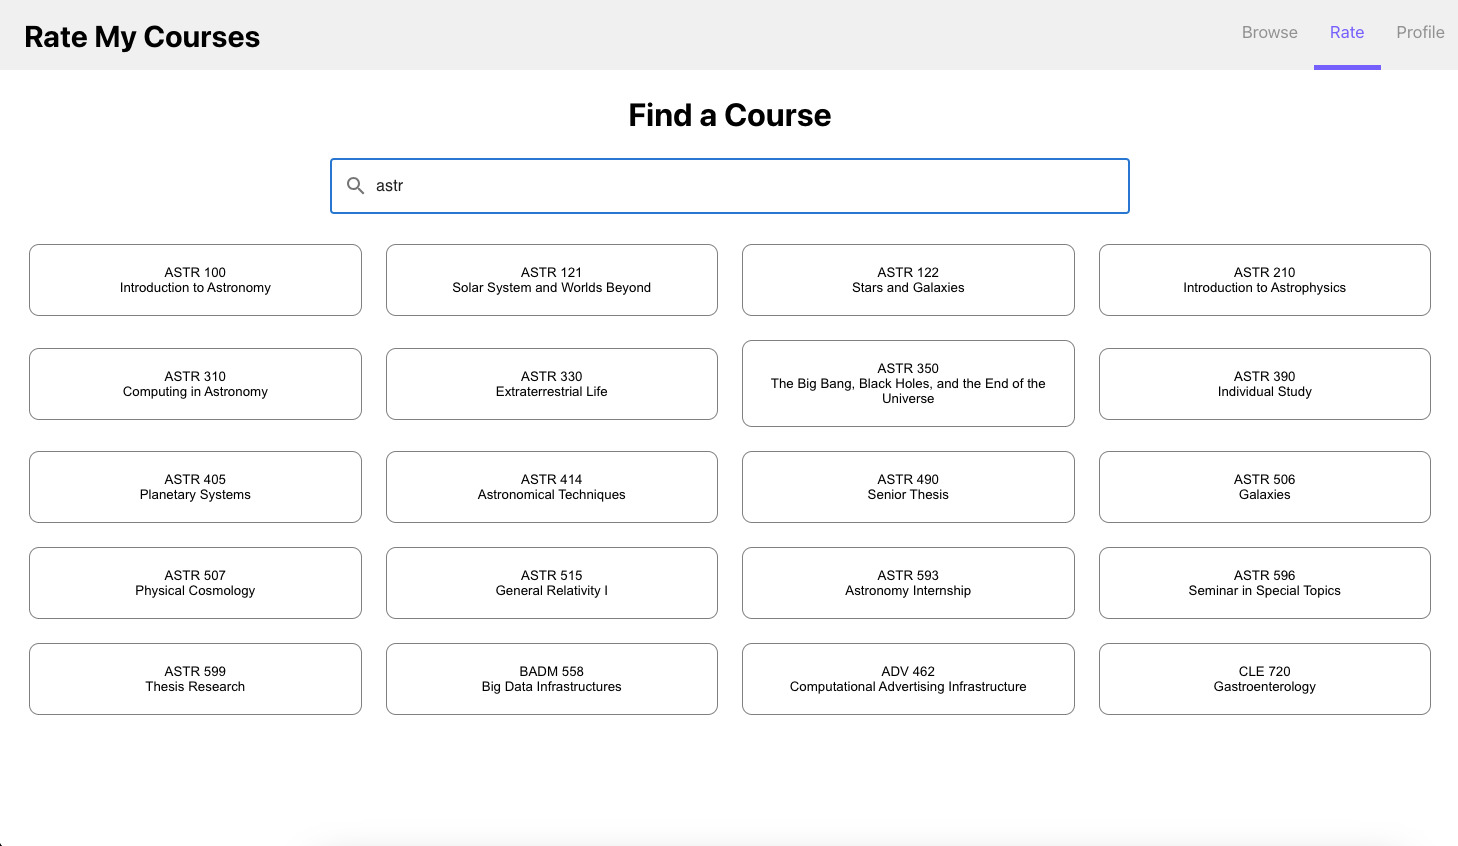 Rate My Courses
Browse
Rate
Profile
Find a Course
astr
ASTR 100
Introduction to Astronomy
ASTR 121
Solar System and Worlds Beyond
ASTR 122
Stars and Galaxies
ASTR 210
Introduction to Astrophysics
ASTR 310
Computing in Astronomy
ASTR 330
Extraterrestrial Life
ASTR 350
The Big Bang, Black Holes, and the End of the
Universe
ASTR 390
Individual Study
ASTR 405
Planetary Systems
ASTR 414
Astronomical Techniques
ASTR 490
Senior Thesis
ASTR 506
Galaxies
ASTR 507
Physical Cosmology
ASTR 515
General Relativity I
ASTR 593
Astronomy Internship
ASTR 596
Seminar in Special Topics
ASTR 599
Thesis Research
BADM 558
Big Data Infrastructures
ADV 462
Computational Advertising Infrastructure
CLE 720
Gastroenterology